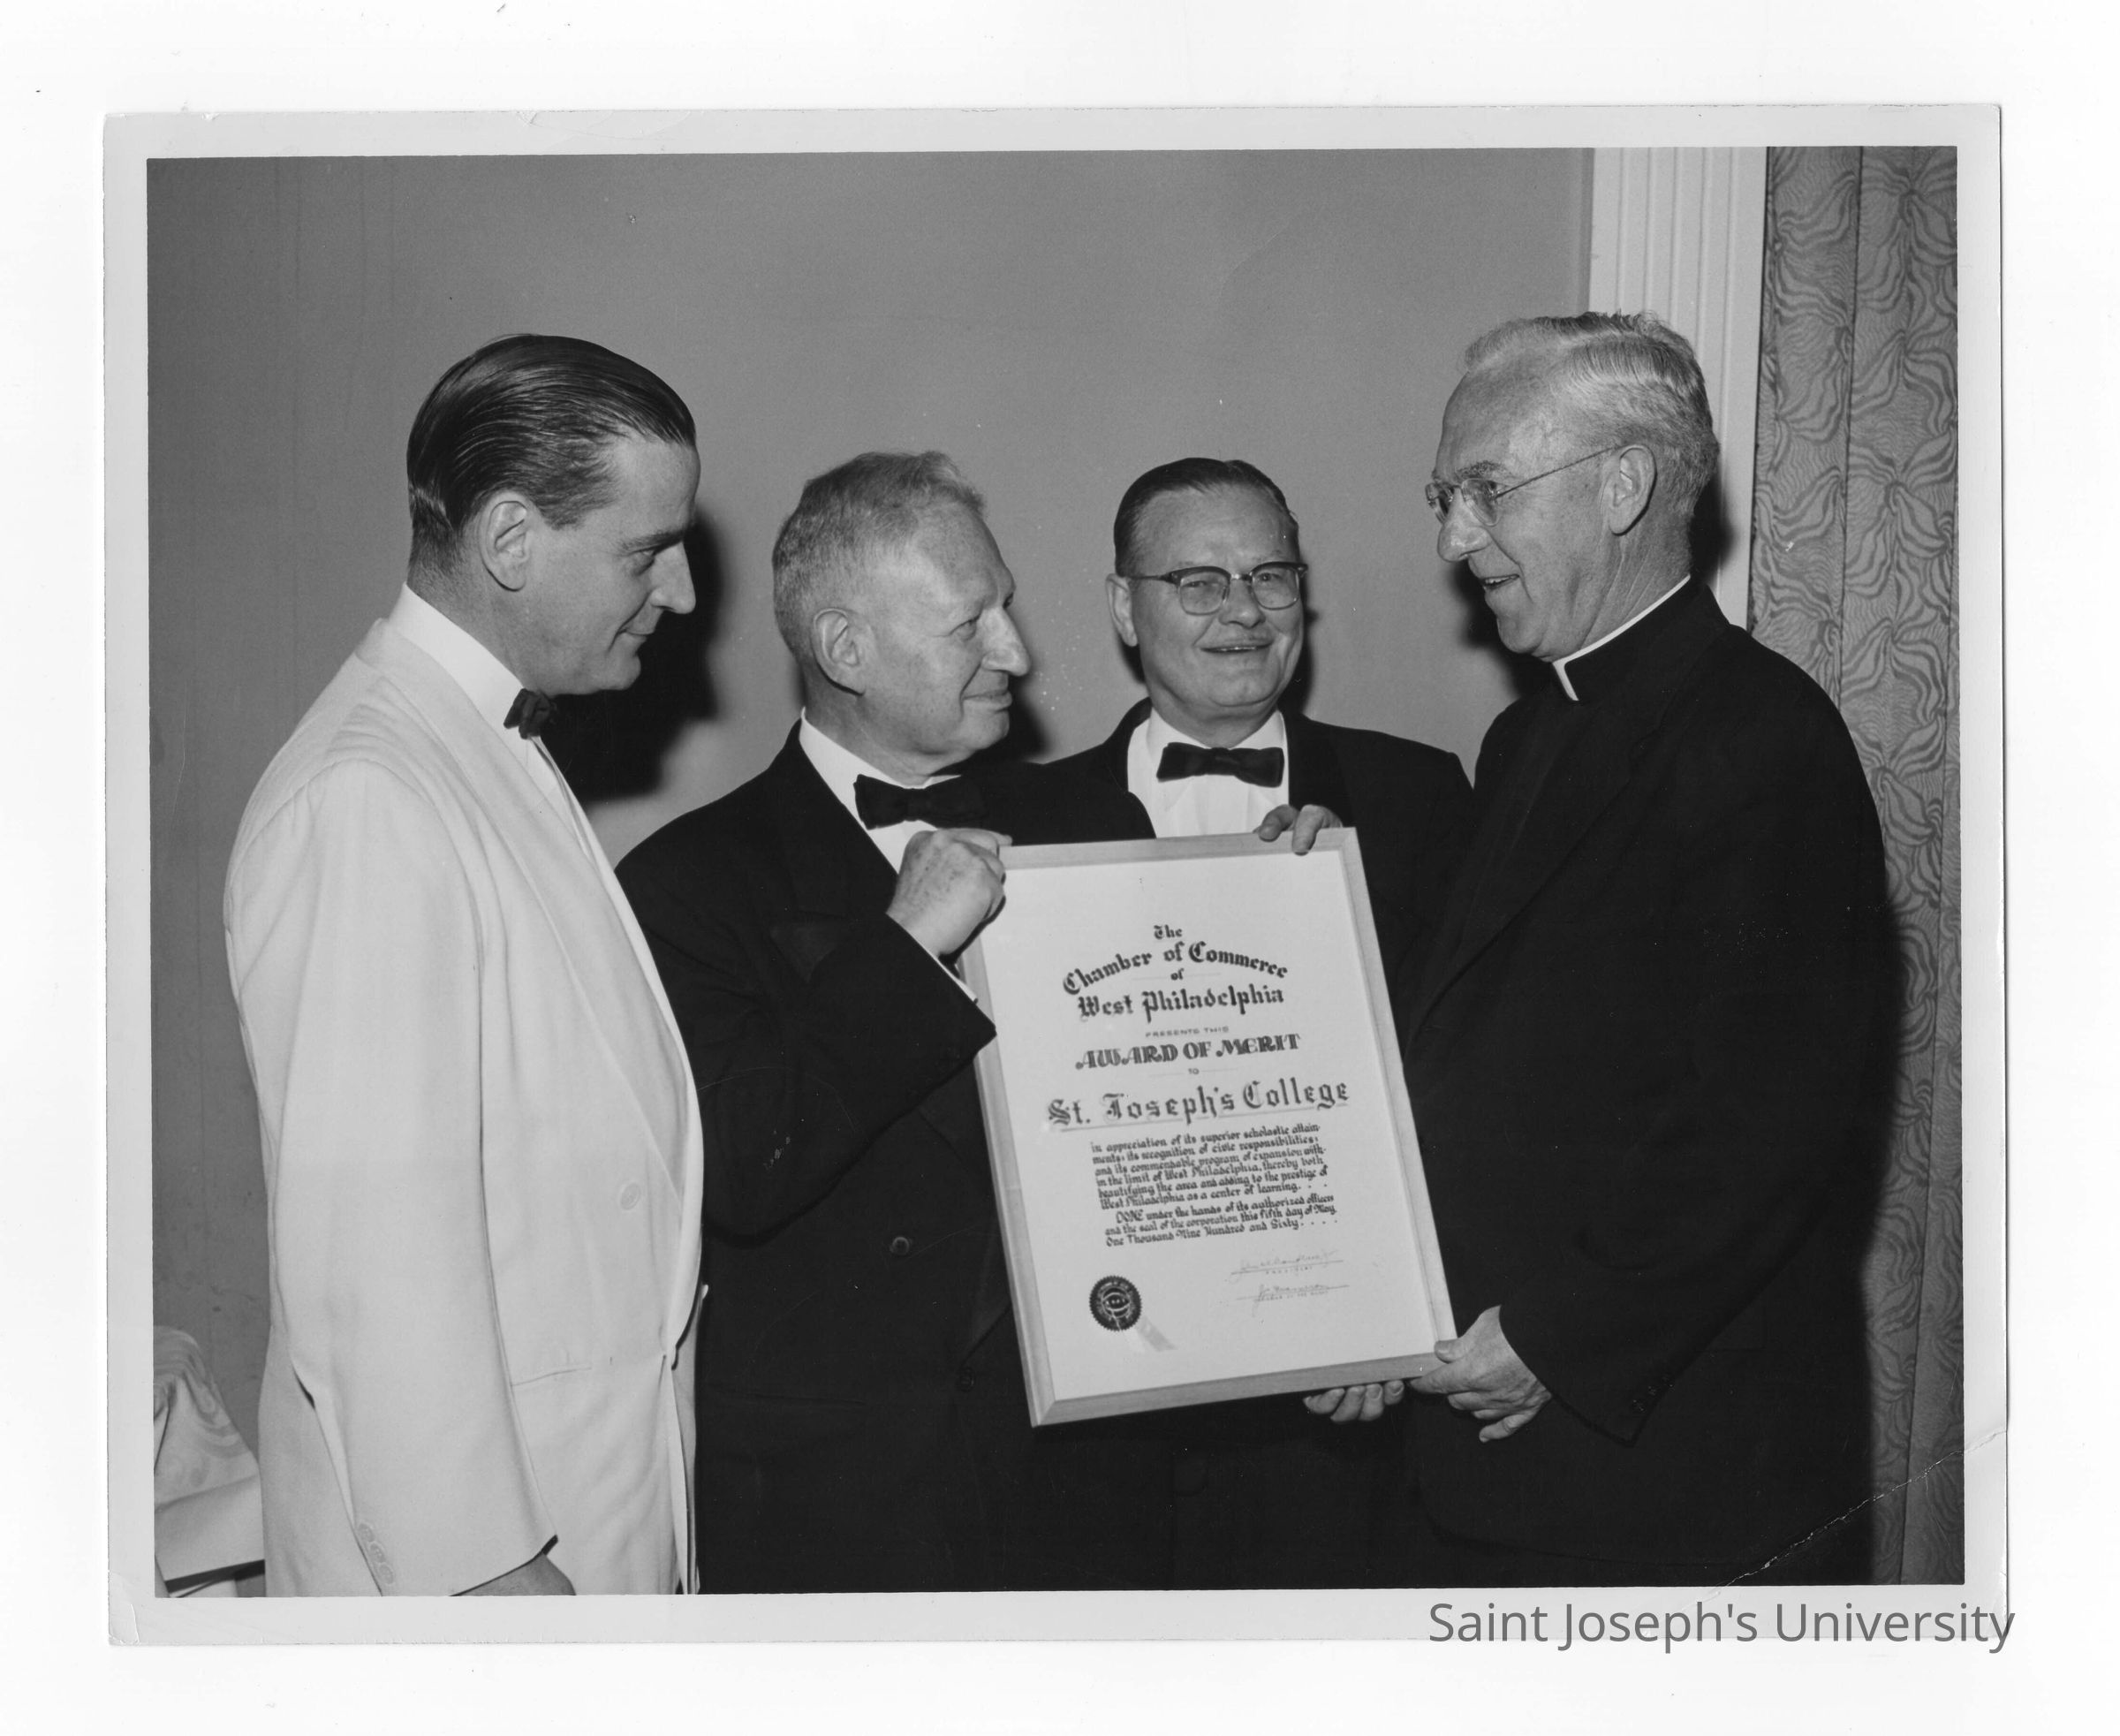 The
Chamber of Commerce
of
West Philadelphia
PRESENTS THIS
AWARD OF MERIT
TO
St. Joseph's College
in appreciation of its superior scholastic attain-
ments, its recognition of civic responsibilities,
and its commendable program of expansion with-
in the limit of West Philadelphia, thereby both
beautifying the area and adding to the prestige of
West Philadelphia as a center of learning. . . .
DONE under the hands of its authorized officers
and the seal of the corporation this fifth day of May
One Thousand Nine Hundred and Sixty. . . .
PRESIDENT
Saint Joseph's University